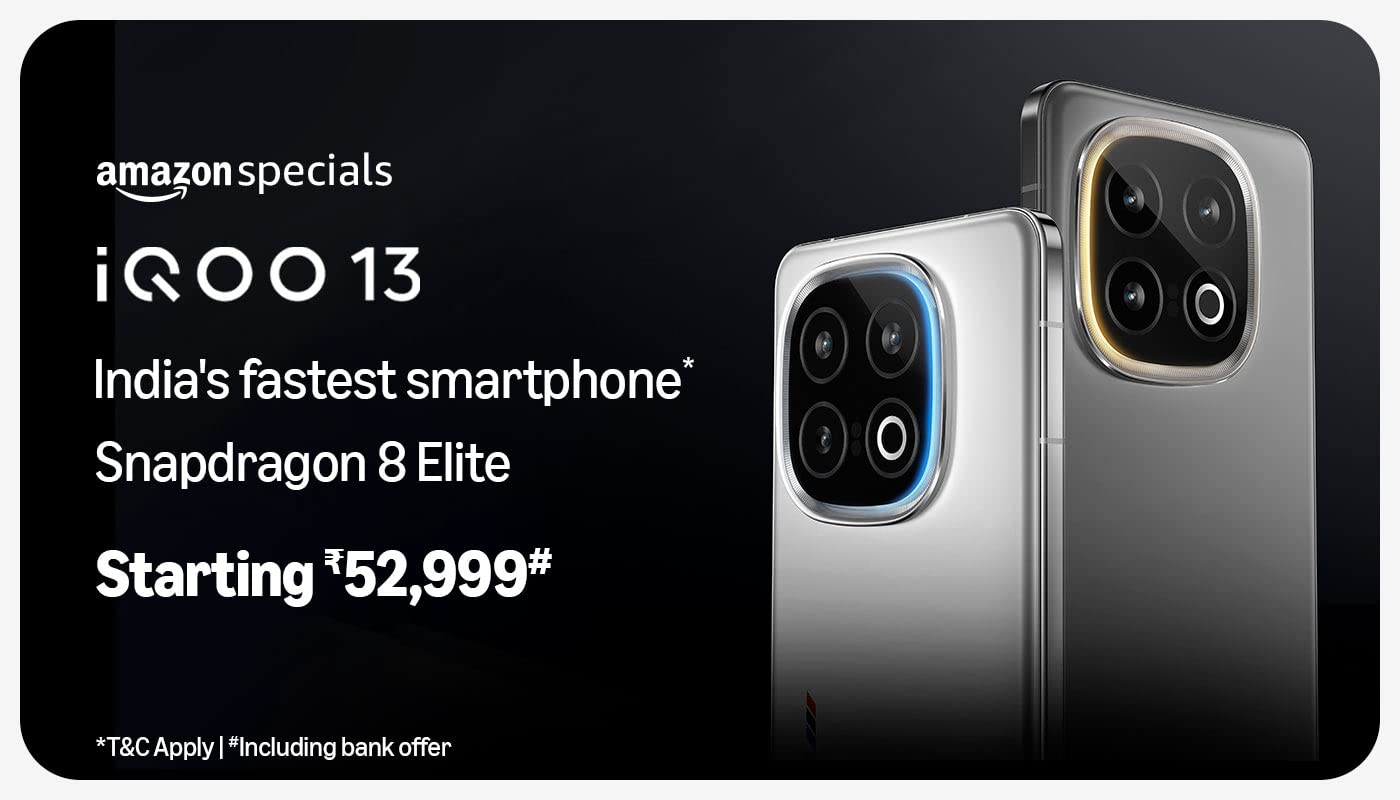 amazon specials
iQOO 13
India's fastest smartphone*
Snapdragon 8 Elite
Starting ₹52,999#
*T&C Apply | #Including bank offer